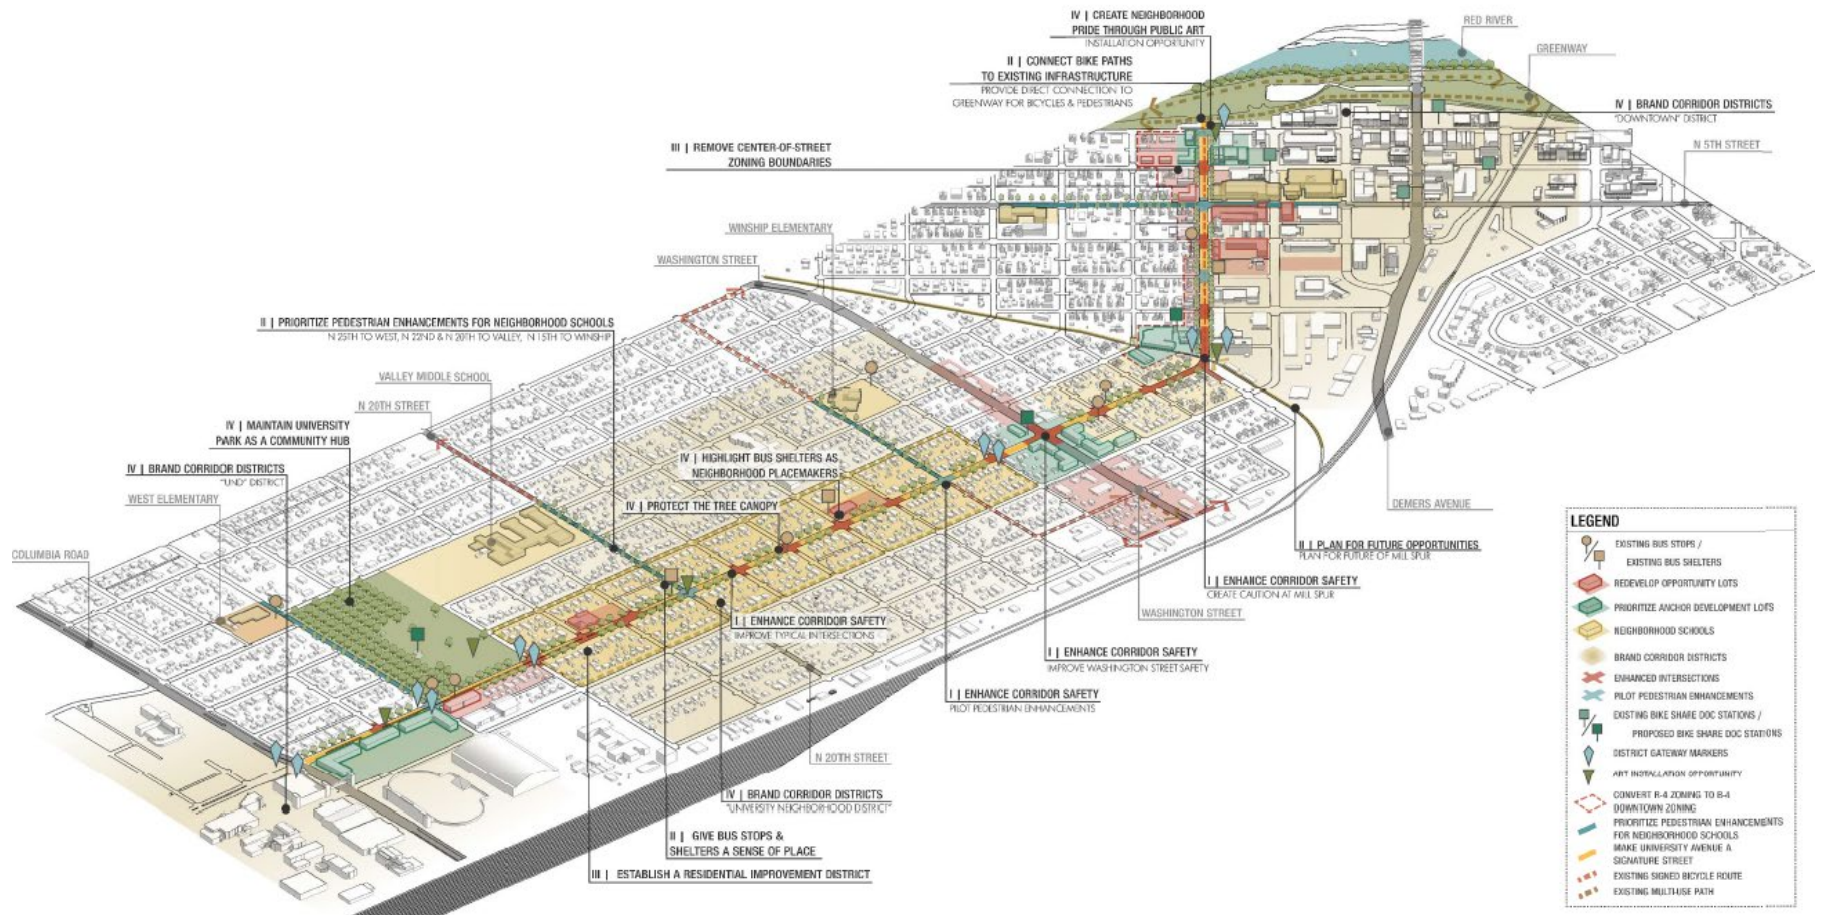 IV | CREATE NEIGHBORHOOD
PRIDE THROUGH PUBLIC ART
INSTALLATION OPPORTUNITY
RED RIVER
GREENWAY
II | CONNECT BIKE PATHS
TO EXISTING INFRASTRUCTURE
PROVIDE DIRECT CONNECTION TO
GREENWAY FOR BICYCLES & PEDESTRIANS
IV | BRAND CORRIDOR DISTRICTS
"DOWNTOWN" DISTRICT
III | REMOVE CENTER-OF-STREET
ZONING BOUNDARIES
N 5TH STREET
WINSHIP ELEMENTARY
WASHINGTON STREET
II | PRIORITIZE PEDESTRIAN ENHANCEMENTS FOR NEIGHBORHOOD SCHOOLS
N 25TH TO WEST, N 22ND & N 20TH TO VALLEY, N 15TH TO WINSHIP
VALLEY MIDDLE SCHOOL
N 20TH STREET
IV | MAINTAIN UNIVERSITY
PARK AS A COMMUNITY HUB
IV | BRAND CORRIDOR DISTRICTS
"UND" DISTRICT
WEST ELEMENTARY
COLUMBIA ROAD
IV | HIGHLIGHT BUS SHELTERS AS
NEIGHBORHOOD PLACEMAKERS
IV | PROTECT THE TREE CANOPY
DEMERS AVENUE
II | PLAN FOR FUTURE OPPORTUNITIES
PLAN FOR FUTURE OF MILL SPUR
I | ENHANCE CORRIDOR SAFETY
CREATE CAUTION AT MILL SPUR
WASHINGTON STREET
I | ENHANCE CORRIDOR SAFETY
IMPROVE TYPICAL INTERSECTIONS
I | ENHANCE CORRIDOR SAFETY
IMPROVE WASHINGTON STREET SAFETY
I | ENHANCE CORRIDOR SAFETY
PILOT PEDESTRIAN ENHANCEMENTS
N 20TH STREET
IV | BRAND CORRIDOR DISTRICTS
"UNIVERSITY NEIGHBORHOOD DISTRICT"
II | GIVE BUS STOPS &
SHELTERS A SENSE OF PLACE
III | ESTABLISH A RESIDENTIAL IMPROVEMENT DISTRICT
LEGEND
EXISTING BUS STOPS /
EXISTING BUS SHELTERS
REDEVELOP OPPORTUNITY LOTS
PRIORITIZE ANCHOR DEVELOPMENT LOTS
NEIGHBORHOOD SCHOOLS
BRAND CORRIDOR DISTRICTS
ENHANCED INTERSECTIONS
PILOT PEDESTRIAN ENHANCEMENTS
EXISTING BIKE SHARE DOC STATIONS /
PROPOSED BIKE SHARE DOC STATIONS
DISTRICT GATEWAY MARKERS
ART INSTALLATION OPPORTUNITY
CONVERT R-4 ZONING TO B-4
DOWNTOWN ZONING
PRIORITIZE PEDESTRIAN ENHANCEMENTS
FOR NEIGHBORHOOD SCHOOLS
MAKE UNIVERSITY AVENUE A
SIGNATURE STREET
EXISTING SIGNED BICYCLE ROUTE
EXISTING MULTI-USE PATH